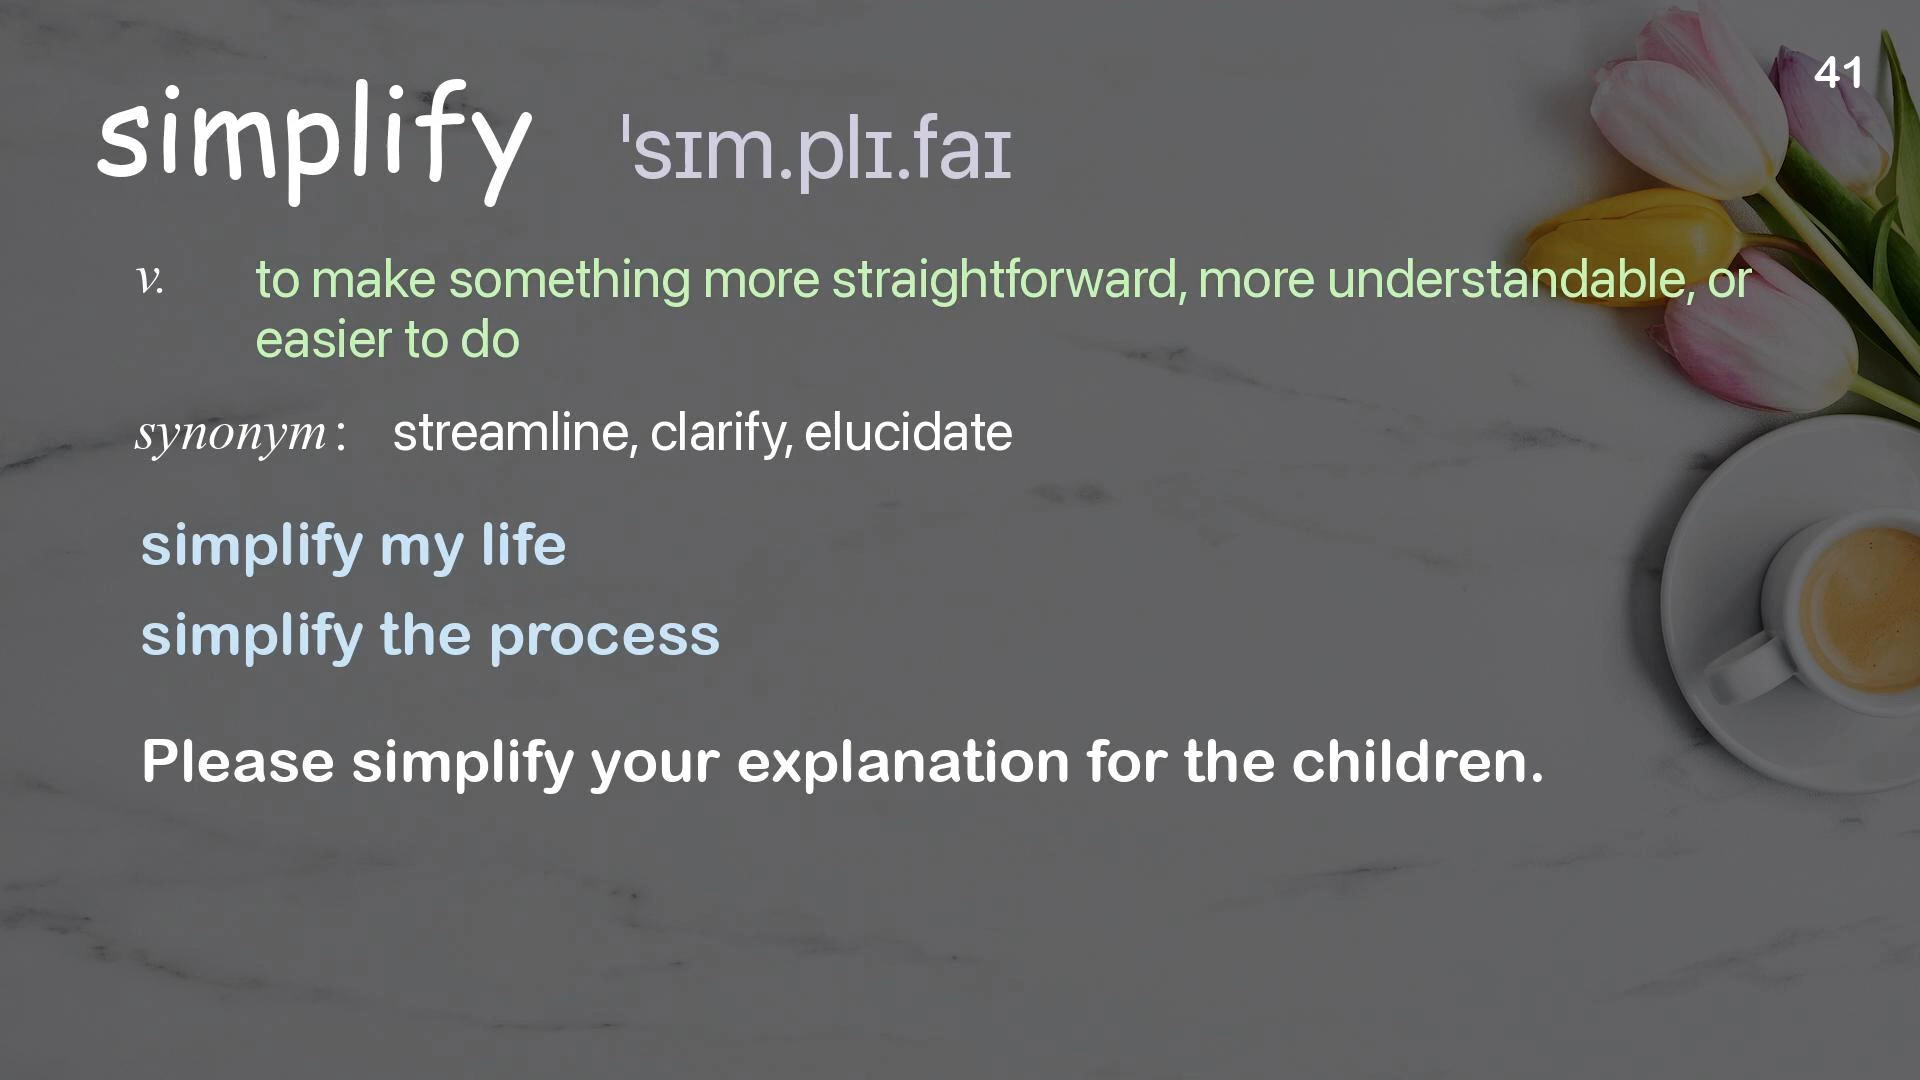 41
simplify ˈsɪm.plɪ.faɪ
v. to make something more straightforward, more understandable, or
easier to do
synonym : streamline, clarify, elucidate
simplify my life
simplify the process
Please simplify your explanation for the children.